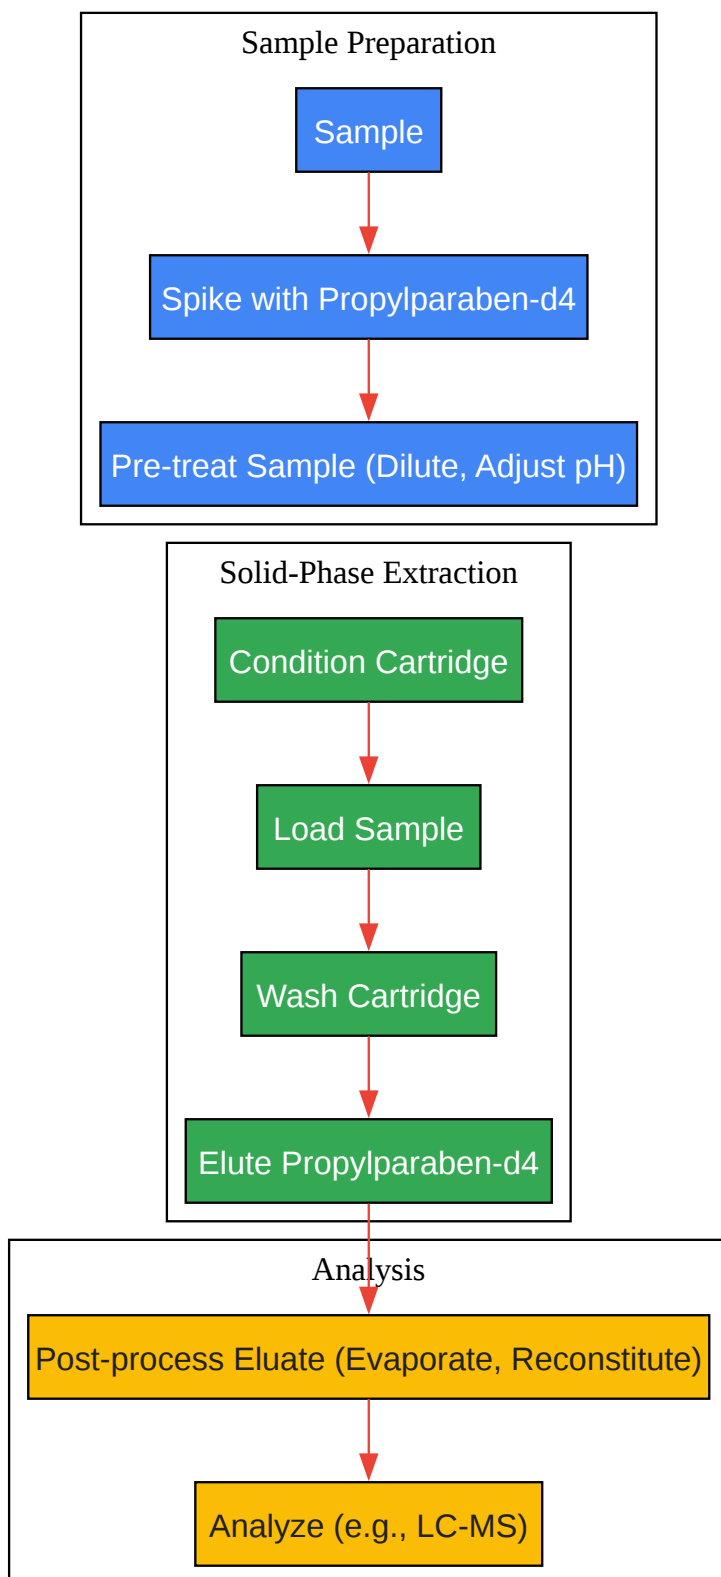 Sample Preparation
Sample
Spike with Propylparaben-d4
Pre-treat Sample (Dilute, Adjust pH)
Solid-Phase Extraction
Condition Cartridge
Load Sample
Wash Cartridge
Elute Propylparaben-d4
Analysis
Post-process Eluate (Evaporate, Reconstitute)
Analyze (e.g., LC-MS)